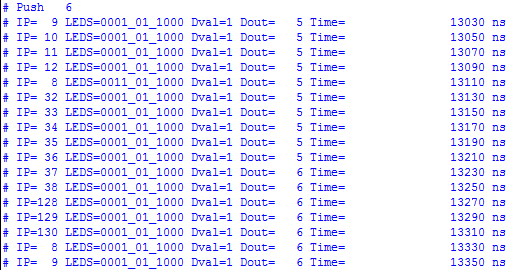 # Push   6
# IP=  9 LEDS=0001_01_1000 Dval=1 Dout=   5 Time=               13030 ns
# IP= 10 LEDS=0001_01_1000 Dval=1 Dout=   5 Time=               13050 ns
# IP= 11 LEDS=0001_01_1000 Dval=1 Dout=   5 Time=               13070 ns
# IP= 12 LEDS=0001_01_1000 Dval=1 Dout=   5 Time=               13090 ns
# IP=  8 LEDS=0011_01_1000 Dval=1 Dout=   5 Time=               13110 ns
# IP= 32 LEDS=0001_01_1000 Dval=1 Dout=   5 Time=               13130 ns
# IP= 33 LEDS=0001_01_1000 Dval=1 Dout=   5 Time=               13150 ns
# IP= 34 LEDS=0001_01_1000 Dval=1 Dout=   5 Time=               13170 ns
# IP= 35 LEDS=0001_01_1000 Dval=1 Dout=   5 Time=               13190 ns
# IP= 36 LEDS=0001_01_1000 Dval=1 Dout=   5 Time=               13210 ns
# IP= 37 LEDS=0001_01_1000 Dval=1 Dout=   6 Time=               13230 ns
# IP= 38 LEDS=0001_01_1000 Dval=1 Dout=   6 Time=               13250 ns
# IP=128 LEDS=0001_01_1000 Dval=1 Dout=   6 Time=               13270 ns
# IP=129 LEDS=0001_01_1000 Dval=1 Dout=   6 Time=               13290 ns
# IP=130 LEDS=0001_01_1000 Dval=1 Dout=   6 Time=               13310 ns
# IP=  8 LEDS=0001_01_1000 Dval=1 Dout=   6 Time=               13330 ns
# IP=  9 LEDS=0001_01_1000 Dval=1 Dout=   6 Time=               13350 ns